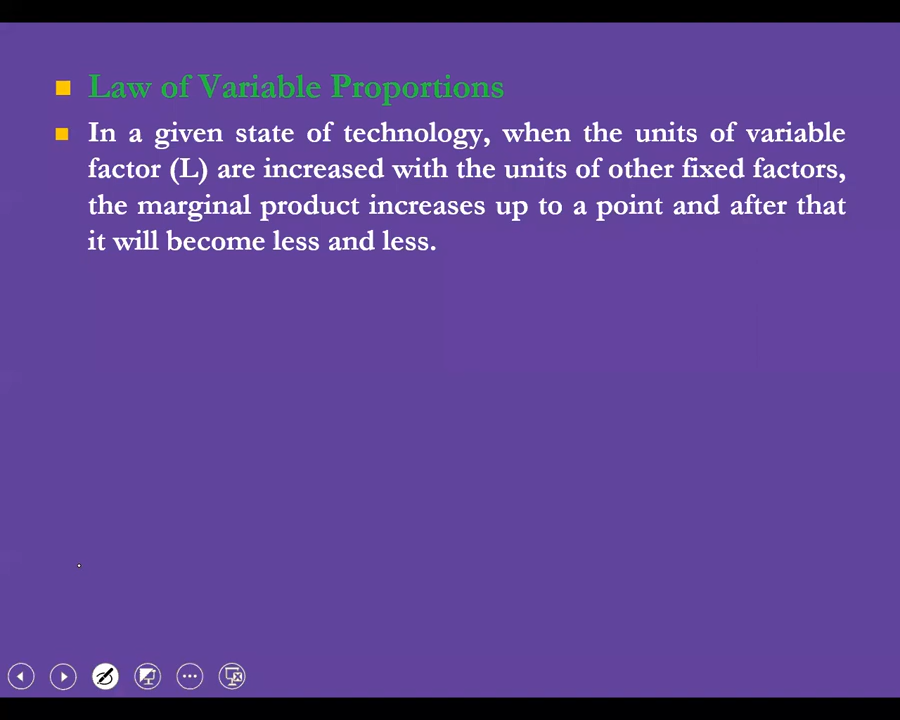 Law of Variable Proportions
In a given state of technology, when the units of variable
factor (L) are increased with the units of other fixed factors,
the marginal product increases up to a point and after that
it will become less and less.